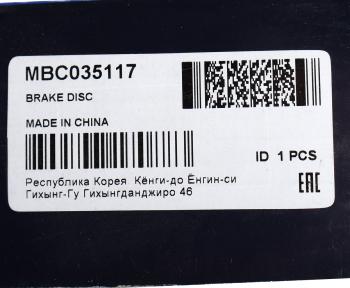 MBC035117
BRAKE DISC
MADE IN CHINA
ID 1 PCS
Республика Корея Кёнги-до Ёнгин-си
Гихынг-Гу Гихынгданджиро 46
EAC